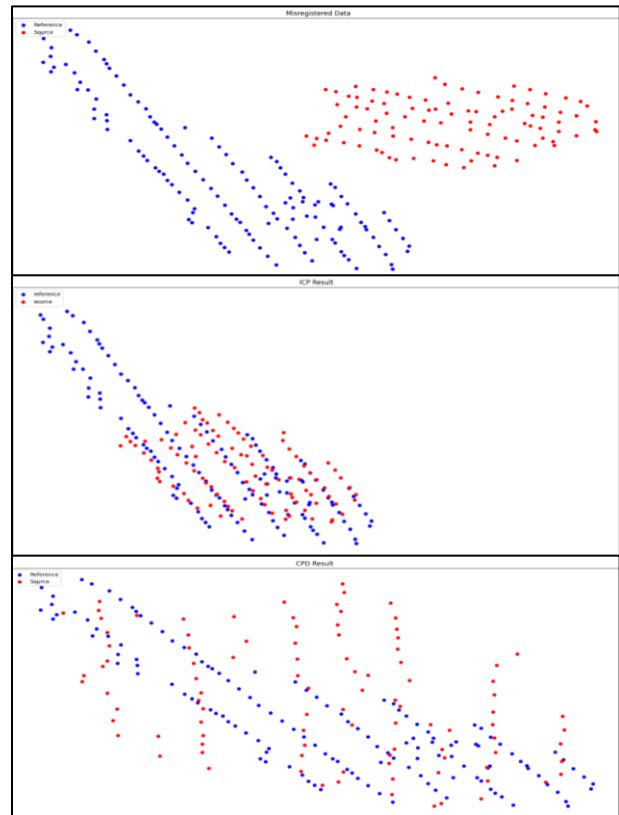 Misregistered Data
Reference
Source
ICP Result
reference
source
CPD Result
Reference
Source